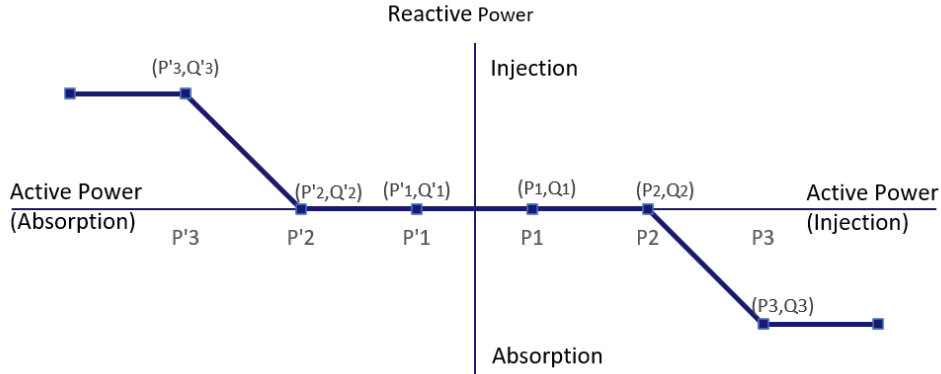 Reactive Power
Injection
(P'3,Q'3)
Active Power
(Absorption)
(P'2,Q'2)
(P'1,Q'1)
(P1,Q1)
(P2,Q2)
Active Power
(Injection)
P'3
P'2
P'1
P1
P2
P3
(P3,Q3)
Absorption